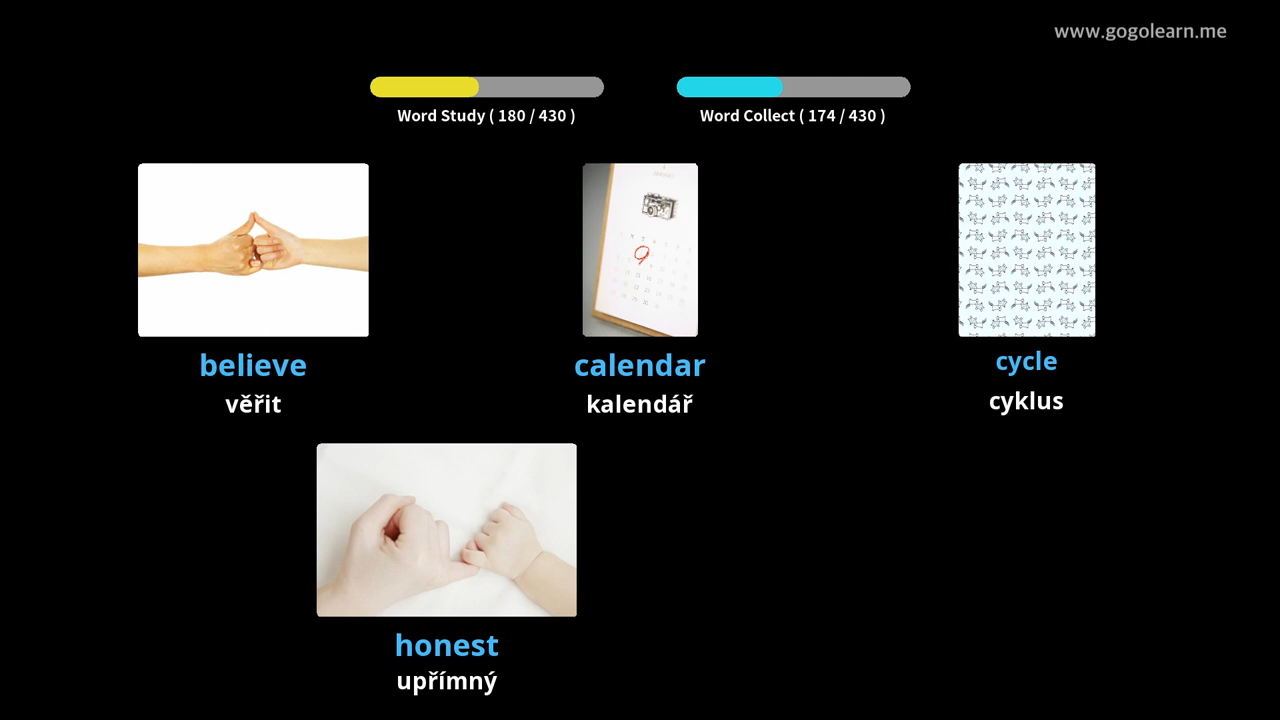 www.gogolearn.me
Word Study ( 180 / 430 )
Word Collect ( 174 / 430 )
believe
věřit
calendar
kalendář
cycle
cyklus
honest
upřímný